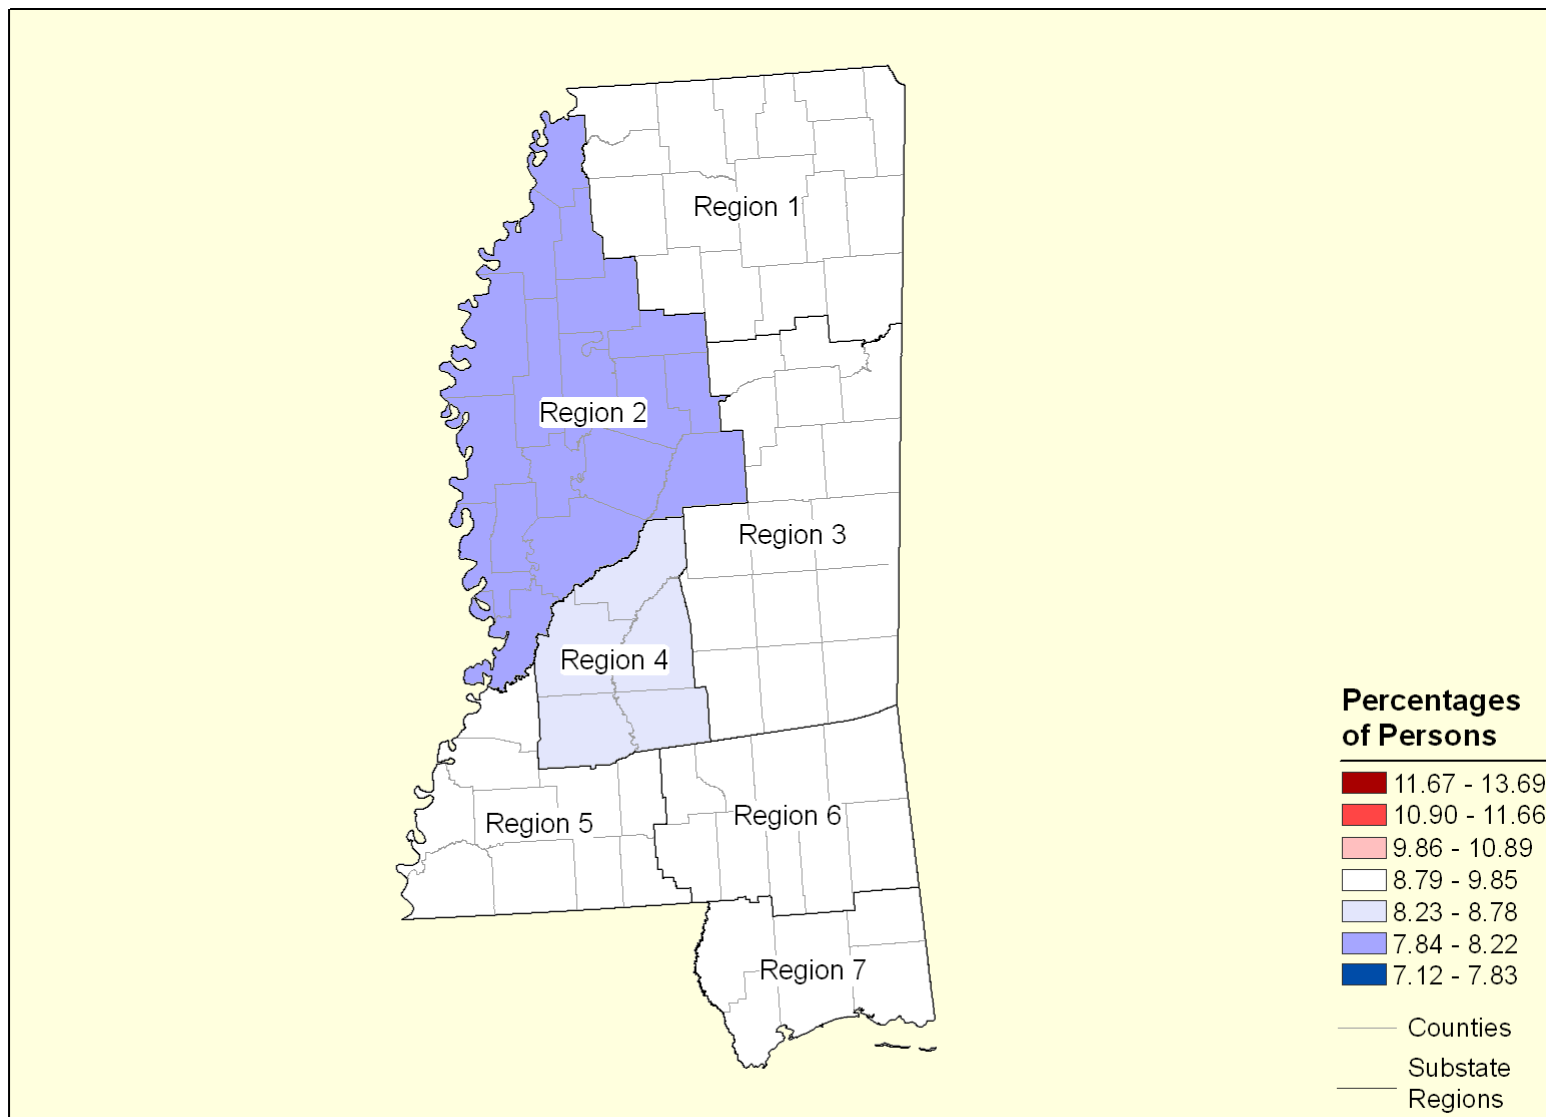 Region 1
Region 2
Region 3
Region 4
Region 5
Region 6
Region 7
Percentages
of Persons
11.67 - 13.69
10.90 - 11.66
9.86 - 10.89
8.79 - 9.85
8.23 - 8.78
7.84 - 8.22
7.12 - 7.83
Counties
Substate
Regions